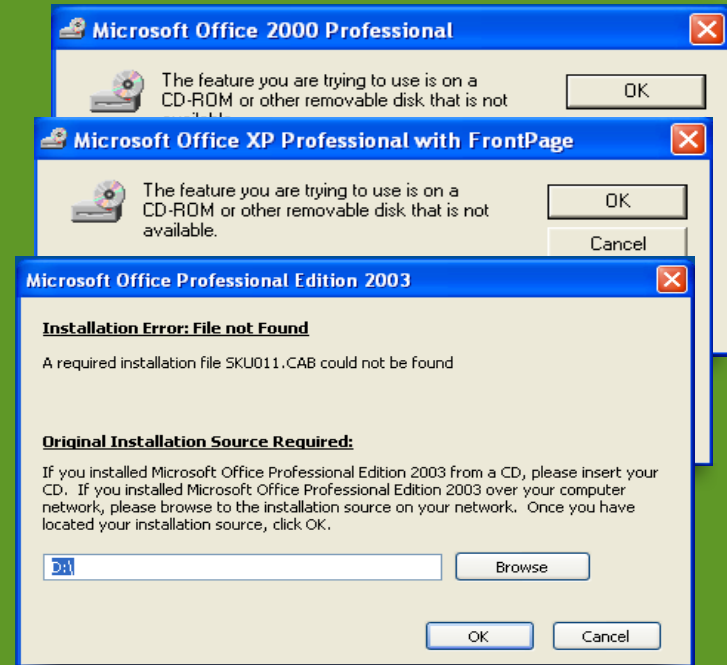 Microsoft Office 2000 Professional
The feature you are trying to use is on a
CD-ROM or other removable disk that is not
OK
Microsoft Office XP Professional with FrontPage
The feature you are trying to use is on a
CD-ROM or other removable disk that is not
available.
OK
Cancel
Microsoft Office Professional Edition 2003
Installation Error: File not Found
A required installation file SKU011.CAB could not be found
Original Installation Source Required:
If you installed Microsoft Office Professional Edition 2003 from a CD, please insert your
CD. If you installed Microsoft Office Professional Edition 2003 over your computer
network, please browse to the installation source on your network. Once you have
located your installation source, click OK.
D:\
Browse
OK
Cancel